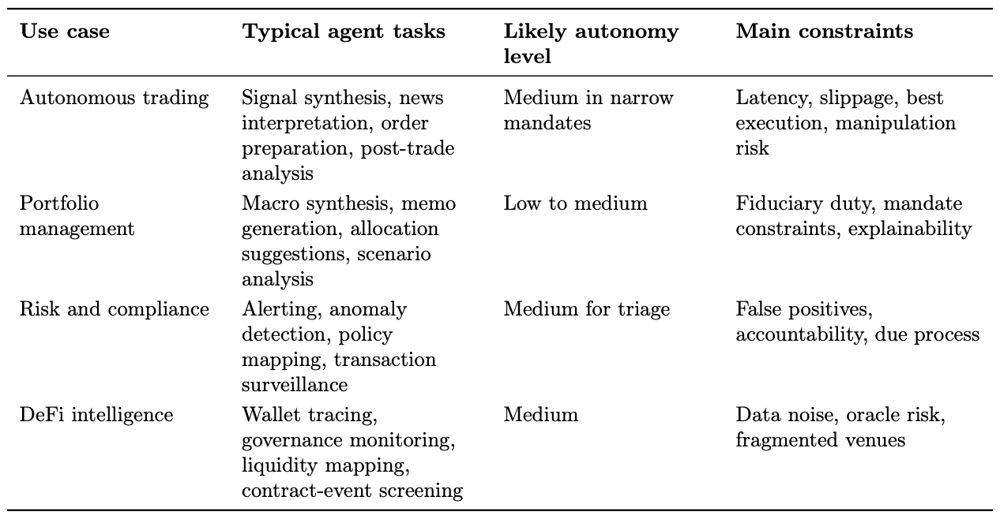 Use case Typical agent tasks Likely autonomy Main constraints
level
Autonomous trading Signal synthesis, news Medium in narrow Latency, slippage, best
interpretation, order mandates execution, manipulation
preparation, post-trade risk
analysis
Portfolio Macro synthesis, memo Low to medium Fiduciary duty, mandate
management generation, allocation constraints, explainability
suggestions, scenario
analysis
Risk and compliance Alerting, anomaly Medium for triage False positives,
detection, policy accountability, due process
mapping, transaction
surveillance
DeFi intelligence Wallet tracing, Medium Data noise, oracle risk,
governance monitoring, fragmented venues
liquidity mapping,
contract-event screening